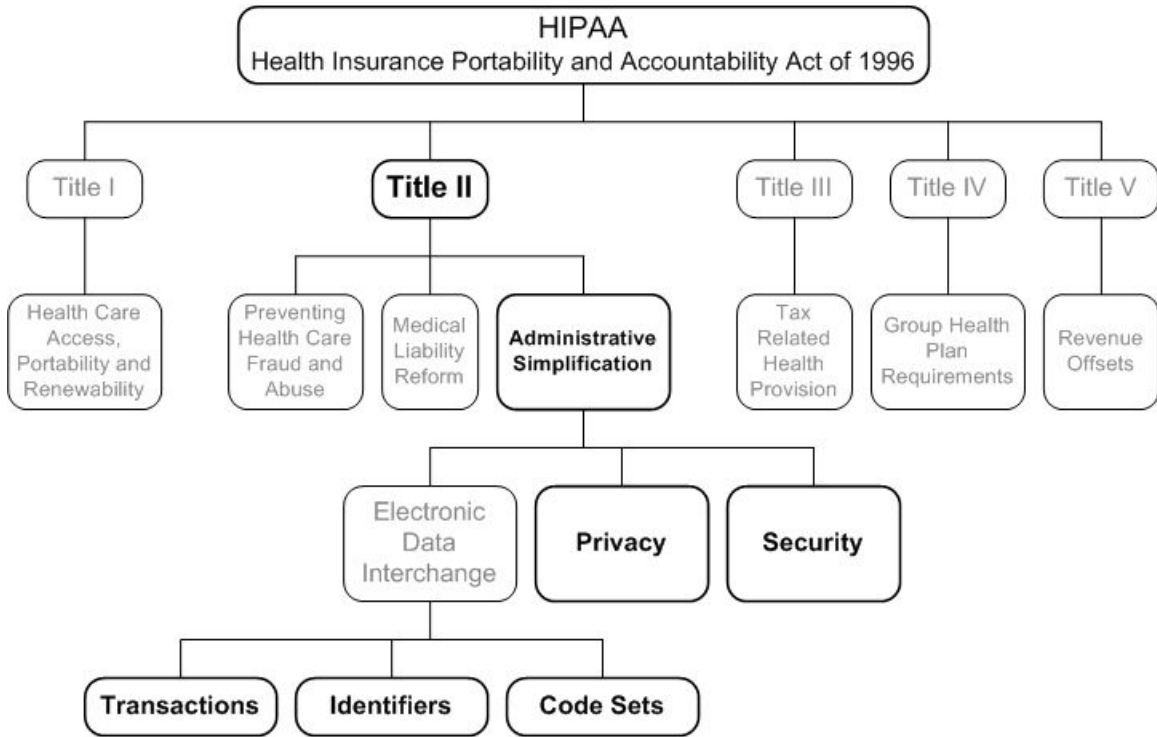 HIPAA
Health Insurance Portability and Accountability Act of 1996
Title I
Title II
Title III
Title IV
Title V
Health Care
Access,
Portability and
Renewability
Preventing
Health Care
Fraud and
Abuse
Medical
Liability
Reform
Administrative
Simplification
Tax
Related
Health
Provision
Group Health
Plan
Requirements
Revenue
Offsets
Electronic
Data
Interchange
Privacy
Security
Transactions
Identifiers
Code Sets